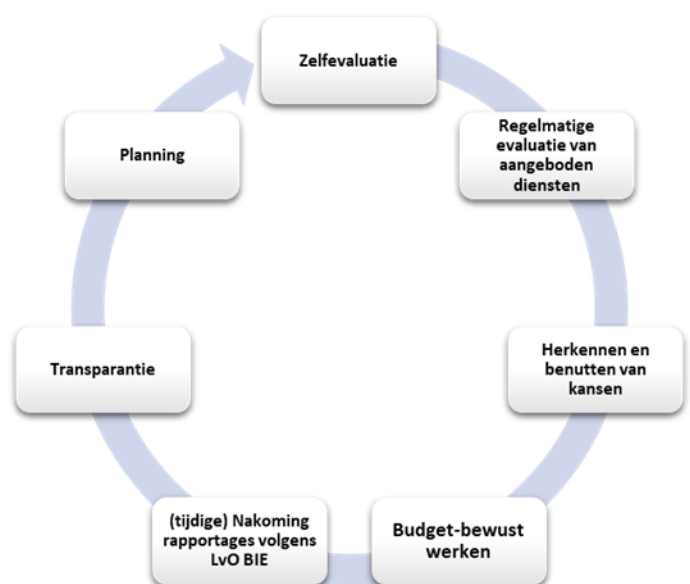 Zelfevaluatie
Regelmatige
evaluatie van
aangeboden
diensten
Herkennen en
benutten van
kansen
Budget-bewust
werken
(tijdige) Nakoming
rapportages volgens
LvO BIE
Transparantie
Planning